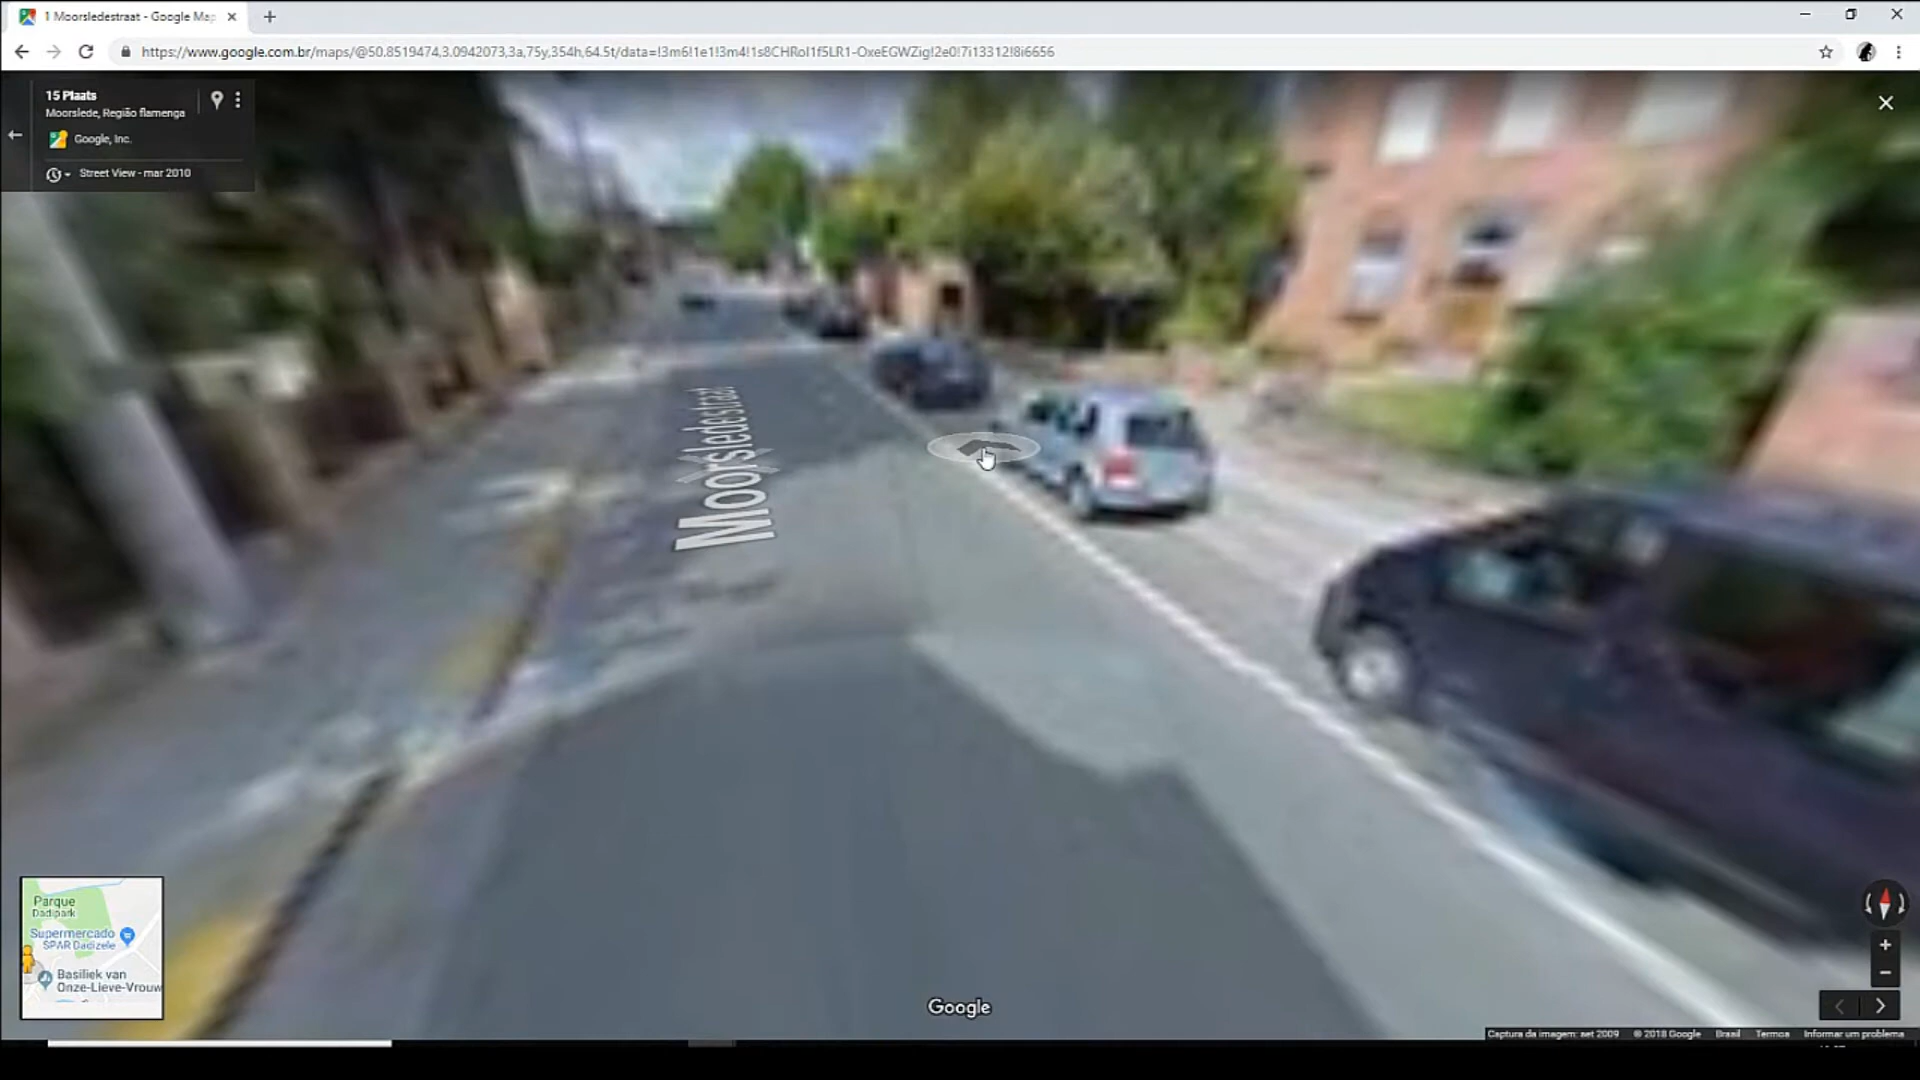 1 Moorsledestraat - Google Map
https://www.google.com.br/maps/@50.8519474,3.0942073,3a,75y,354h,64.5t/data=!3m6!1e1!3m4!1s8CHRoI1f5LR1-OxeEGWZig!2e0!7i13312!8i6656
15 Plaats
Moorslede, Região flamenga
Google, Inc.
Street View - mar 2010
Moorsledestraat
Parque
Dadipark
Supermercado
SPAR Dadizele
Basiliek van
Onze-Lieve-Vrouw
Google
Captura da imagem: set 2009 © 2018 Google Brasil Termos Informar um problema